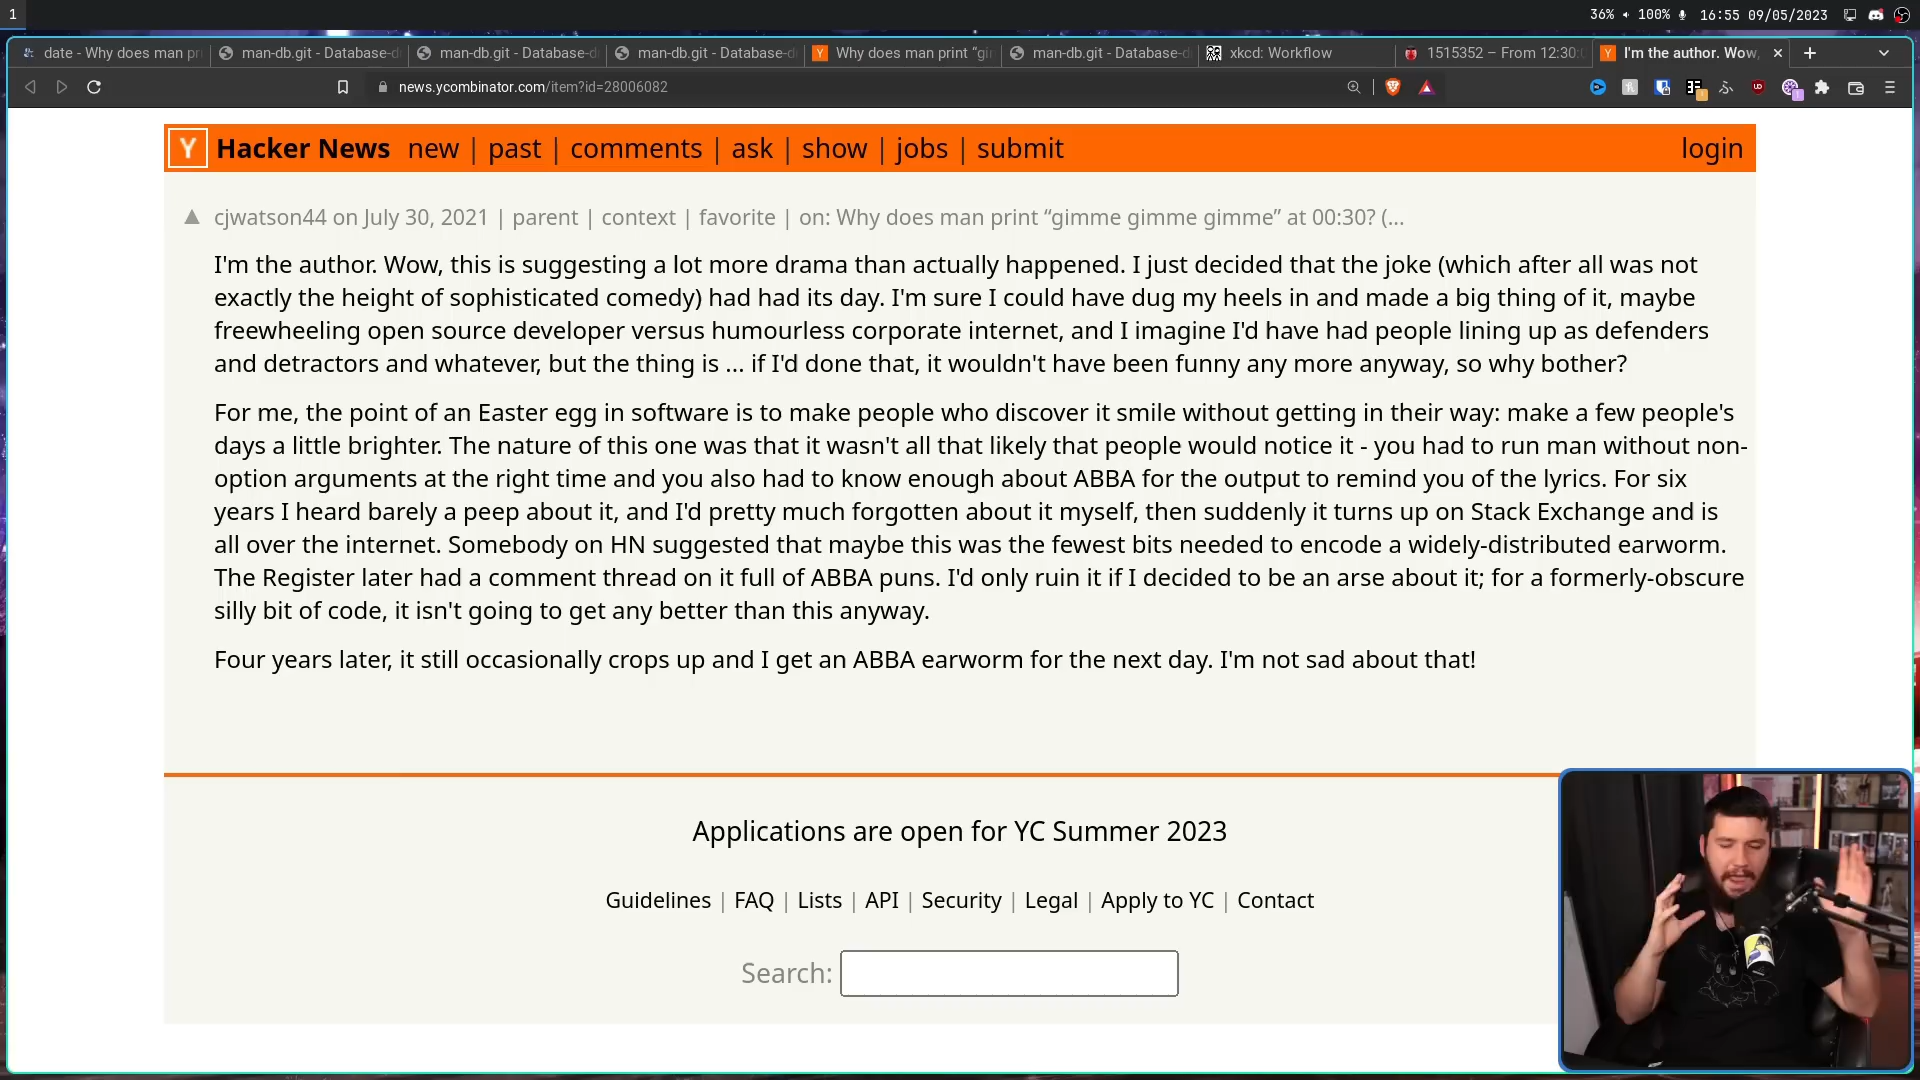 1
36% 100% 16:55 09/05/2023
date - Why does man pri
man-db.git - Database-d
man-db.git - Database-d
man-db.git - Database-d
Why does man print “gi
man-db.git - Database-d
xkcd: Workflow
1515352 – From 12:30:
I'm the author. Wow,
news.ycombinator.com/item?id=28006082
Y Hacker News new | past | comments | ask | show | jobs | submit login
▲ cjwatson44 on July 30, 2021 | parent | context | favorite | on: Why does man print “gimme gimme gimme” at 00:30? (...
I'm the author. Wow, this is suggesting a lot more drama than actually happened. I just decided that the joke (which after all was not
exactly the height of sophisticated comedy) had had its day. I'm sure I could have dug my heels in and made a big thing of it, maybe
freewheeling open source developer versus humourless corporate internet, and I imagine I'd have had people lining up as defenders
and detractors and whatever, but the thing is ... if I'd done that, it wouldn't have been funny any more anyway, so why bother?
For me, the point of an Easter egg in software is to make people who discover it smile without getting in their way: make a few people's
days a little brighter. The nature of this one was that it wasn't all that likely that people would notice it - you had to run man without non-
option arguments at the right time and you also had to know enough about ABBA for the output to remind you of the lyrics. For six
years I heard barely a peep about it, and I'd pretty much forgotten about it myself, then suddenly it turns up on Stack Exchange and is
all over the internet. Somebody on HN suggested that maybe this was the fewest bits needed to encode a widely-distributed earworm.
The Register later had a comment thread on it full of ABBA puns. I'd only ruin it if I decided to be an arse about it; for a formerly-obscure
silly bit of code, it isn't going to get any better than this anyway.
Four years later, it still occasionally crops up and I get an ABBA earworm for the next day. I'm not sad about that!
Applications are open for YC Summer 2023
Guidelines | FAQ | Lists | API | Security | Legal | Apply to YC | Contact
Search: